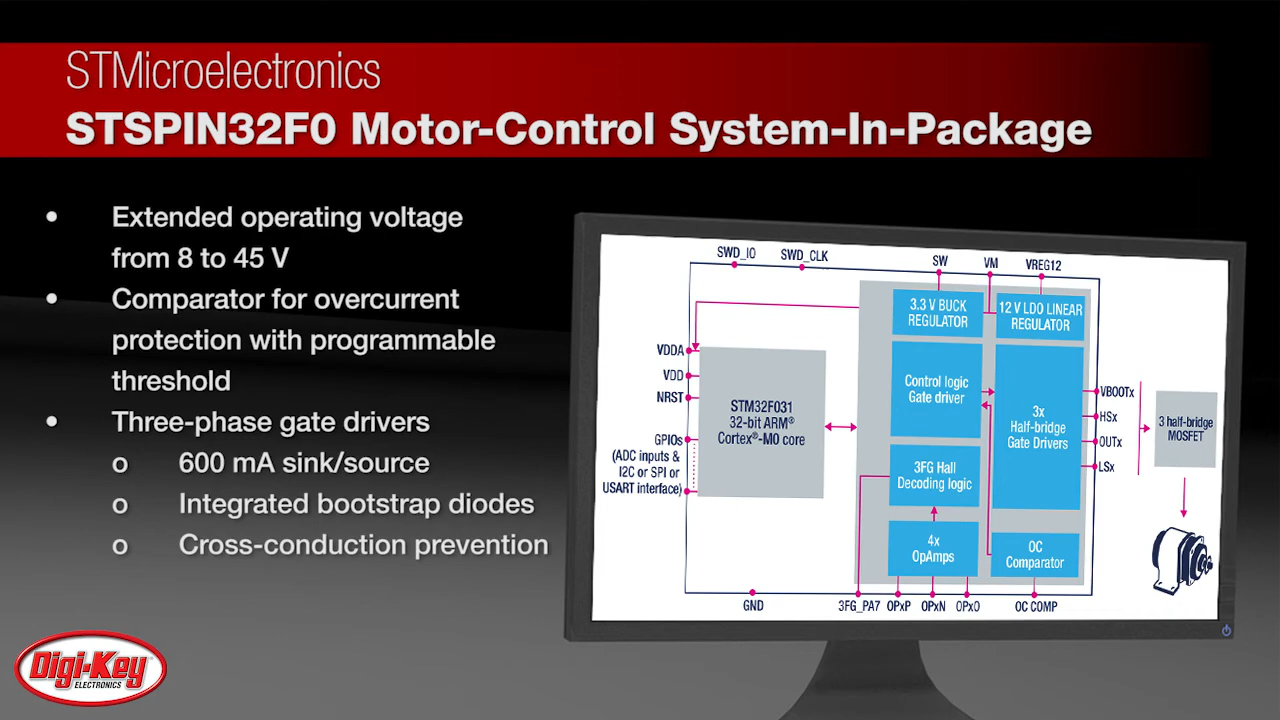 STMicroelectronics
STSPIN32F0 Motor-Control System-In-Package
• Extended operating voltage
from 8 to 45 V
• Comparator for overcurrent
protection with programmable
threshold
• Three-phase gate drivers
o 600 mA sink/source
o Integrated bootstrap diodes
o Cross-conduction prevention
SWD_IO
SWD_CLK
SW
VM
VREG12
3.3 V BUCK
REGULATOR
12 V LDO LINEAR
REGULATOR
VDDA
VDD
NRST
GPIOs
(ADC inputs &
I2C or SPI or
USART interface)
STM32F031
32-bit ARM®
Cortex®-M0 core
Control logic
Gate driver
3x
Half-bridge
Gate Drivers
3FG Hall
Decoding logic
4x
OpAmps
OC
Comparator
VBOOTx
HSx
OUTx
LSx
3 half-bridge
MOSFET
GND
3FG_PA7
OPxP
OPxN
OPxO
OC COMP
Digi-Key
ELECTRONICS